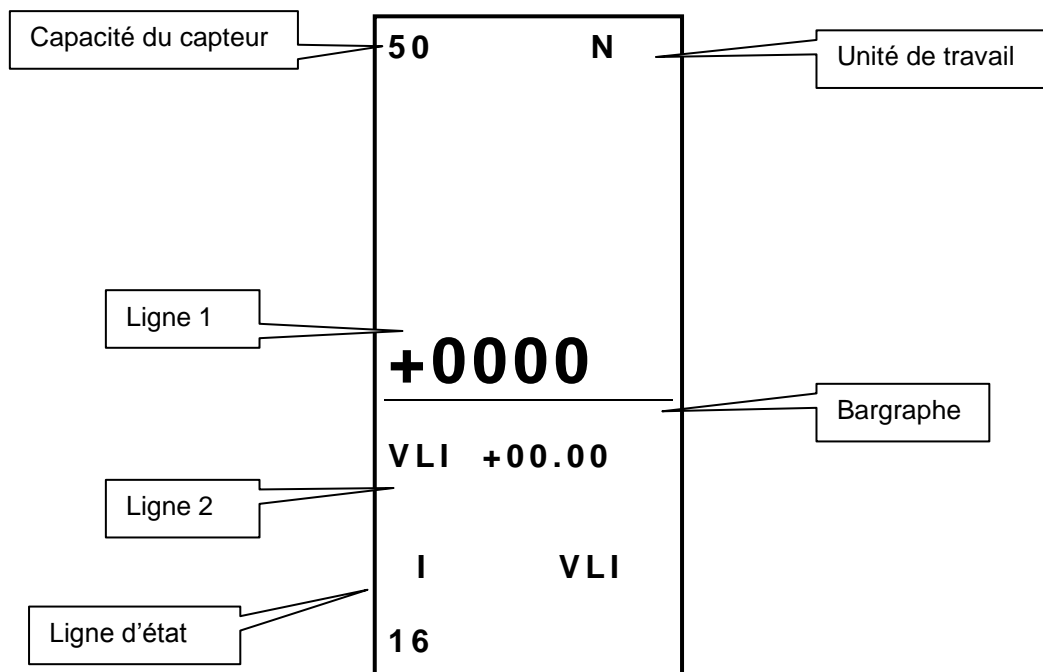 Capacité du capteur
50 N
Unité de travail
Ligne 1
+0000
Bargraphe
VLI +00.00
Ligne 2
I VLI
Ligne d’état
16